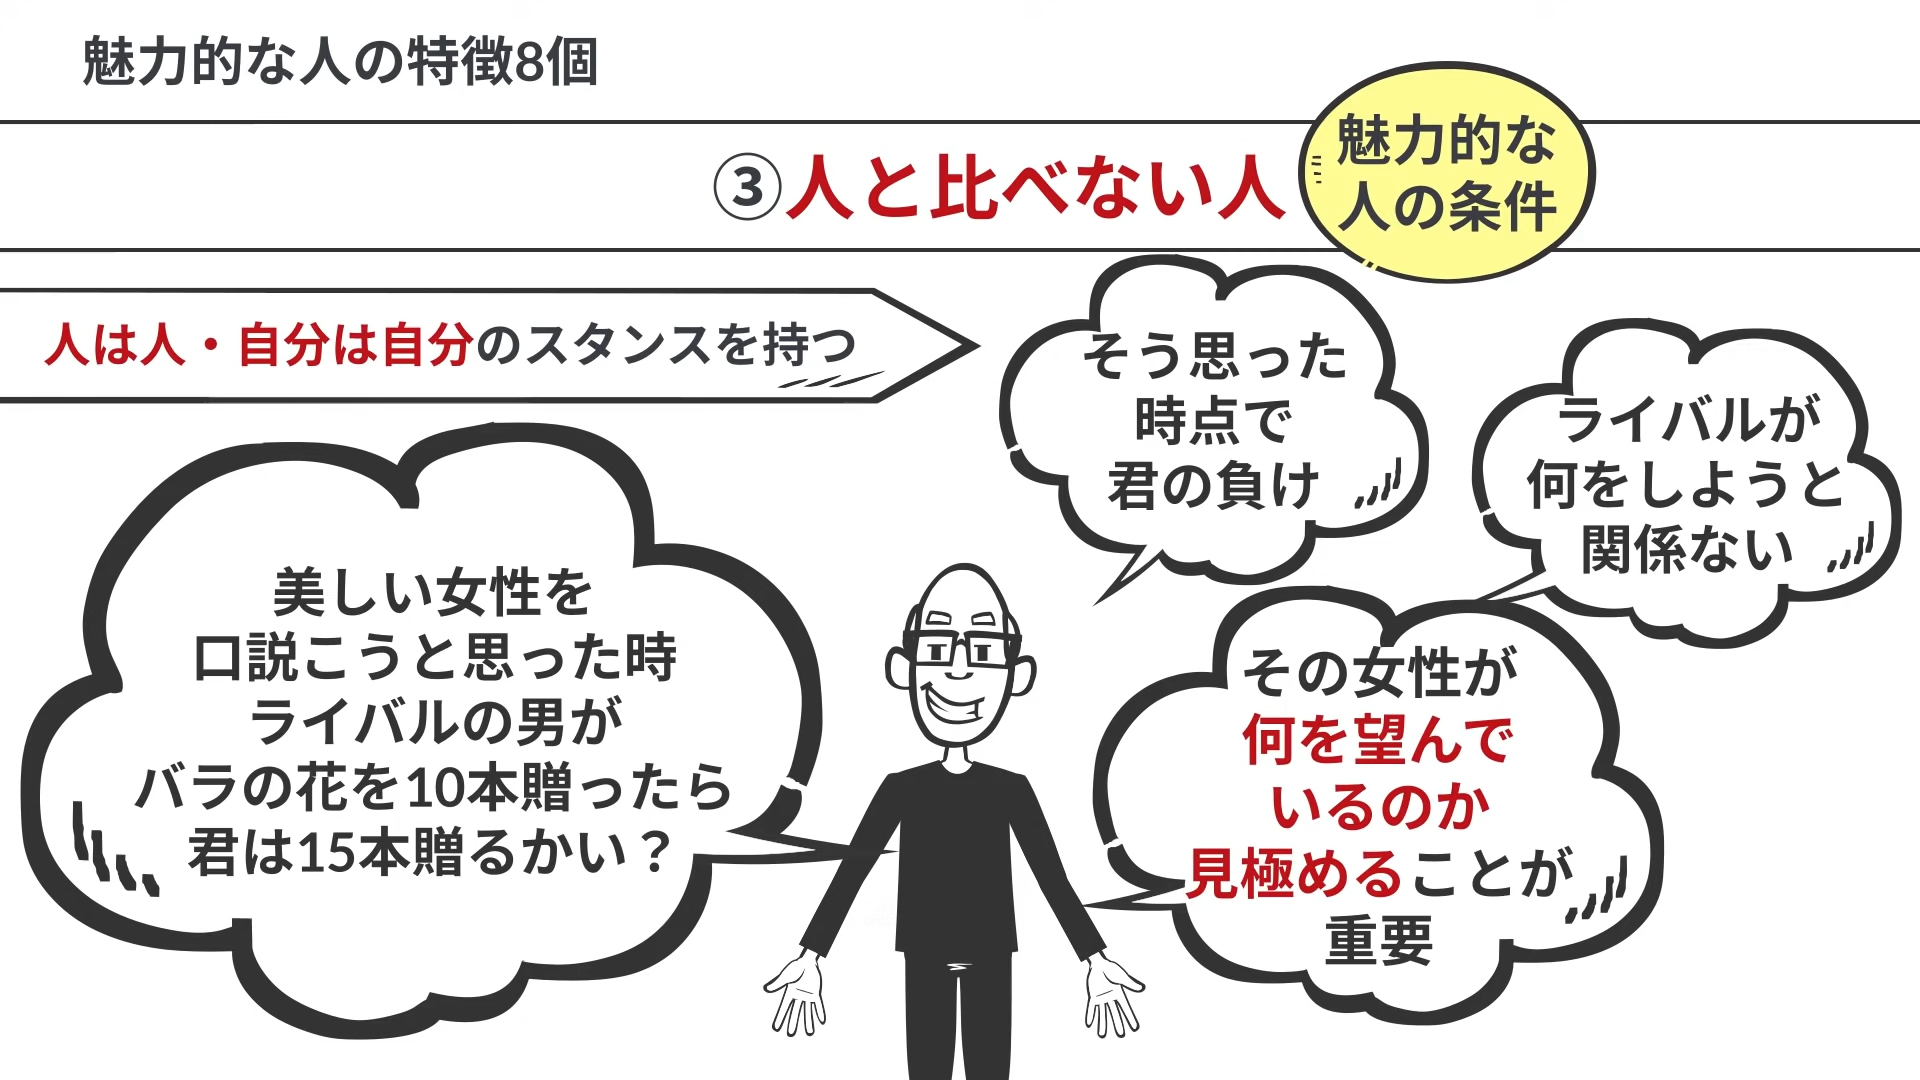 魅力的な人の特徴8個
③人と比べない人
魅力的な
人の条件
人は人・自分は自分のスタンスを持つ
美しい女性を
口説こうと思った時
ライバルの男が
バラの花を10本贈ったら
君は15本贈るかい？
そう思った
時点で
君の負け
ライバルが
何をしようと
関係ない
その女性が
何を望んで
いるのか
見極めることが
重要